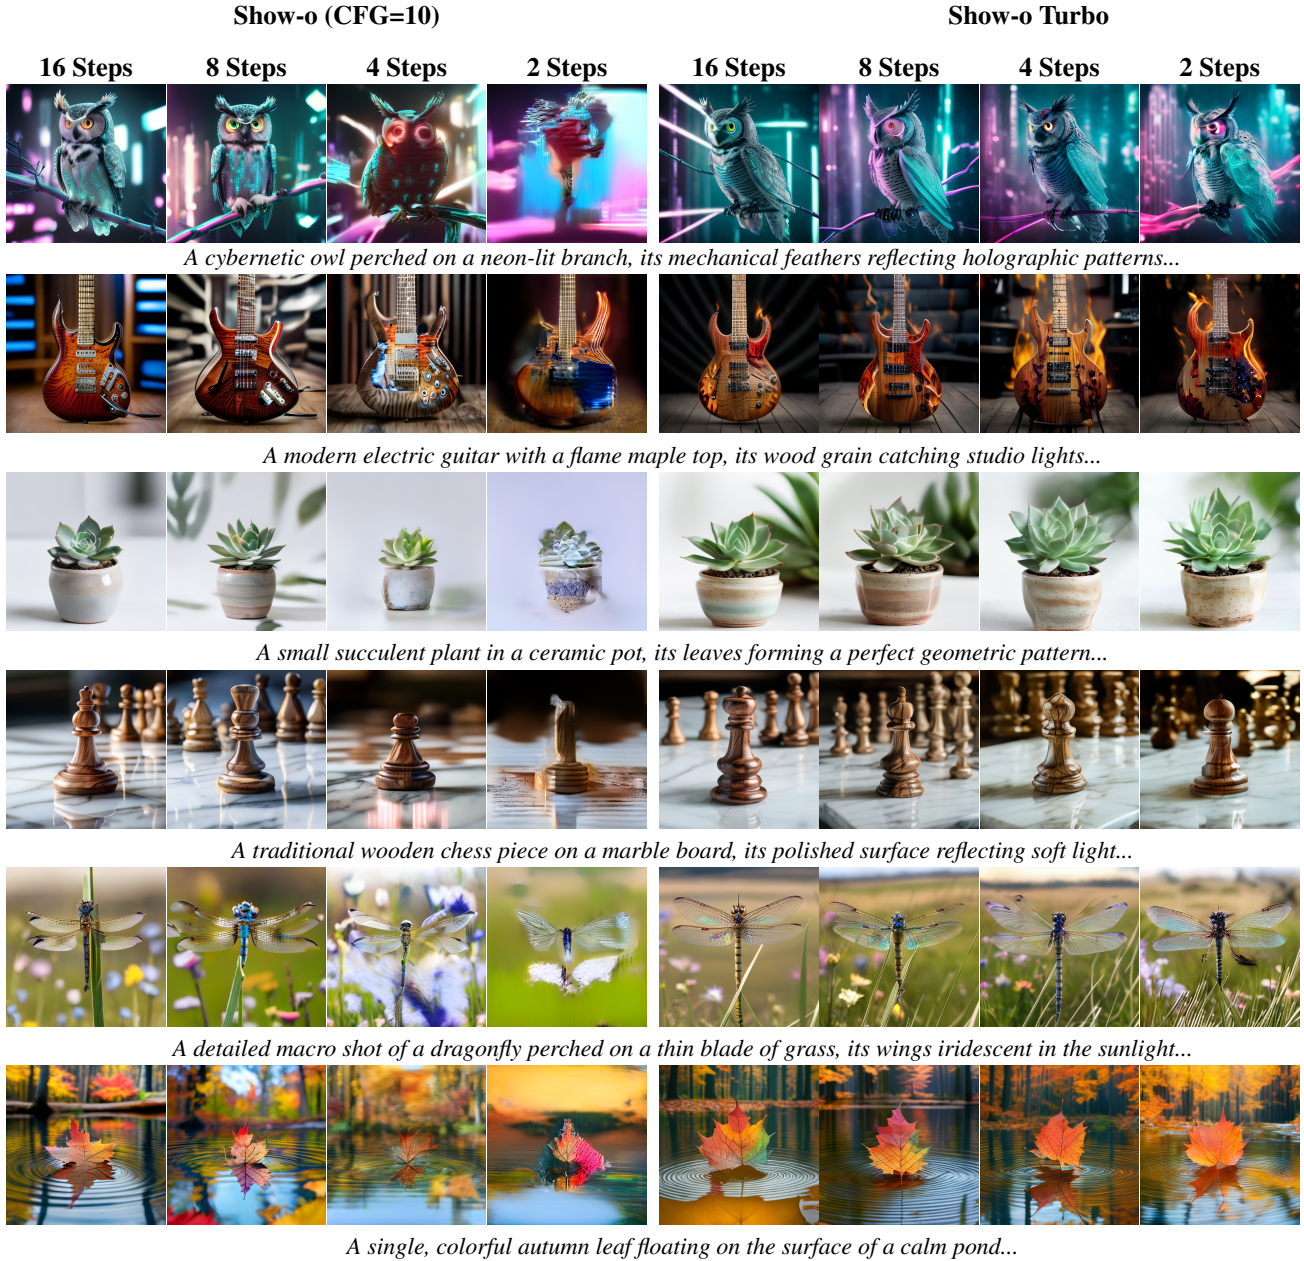 Show-o (CFG=10) Show-o Turbo
16 Steps 8 Steps 4 Steps 2 Steps 16 Steps 8 Steps 4 Steps 2 Steps
A cybernetic owl perched on a neon-lit branch, its mechanical feathers reflecting holographic patterns...
A modern electric guitar with a flame maple top, its wood grain catching studio lights...
A small succulent plant in a ceramic pot, its leaves forming a perfect geometric pattern...
A traditional wooden chess piece on a marble board, its polished surface reflecting soft light...
A detailed macro shot of a dragonfly perched on a thin blade of grass, its wings iridescent in the sunlight...
A single, colorful autumn leaf floating on the surface of a calm pond...